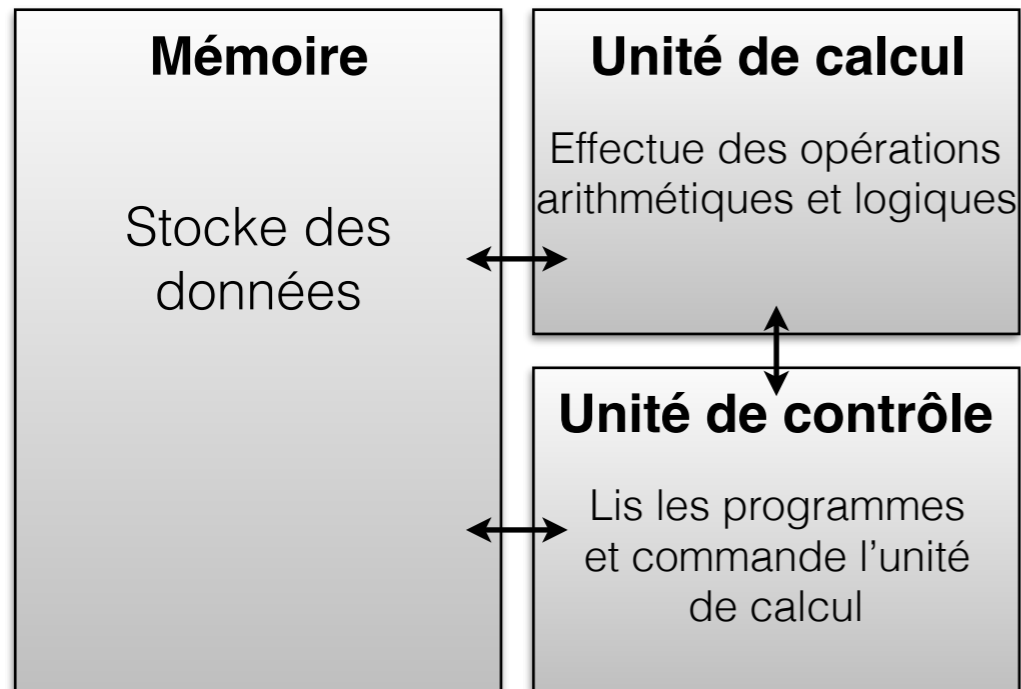 Mémoire
Stocke des
données
Unité de calcul
Effectue des opérations
arithmétiques et logiques
Unité de contrôle
Lis les programmes
et commande l'unité
de calcul